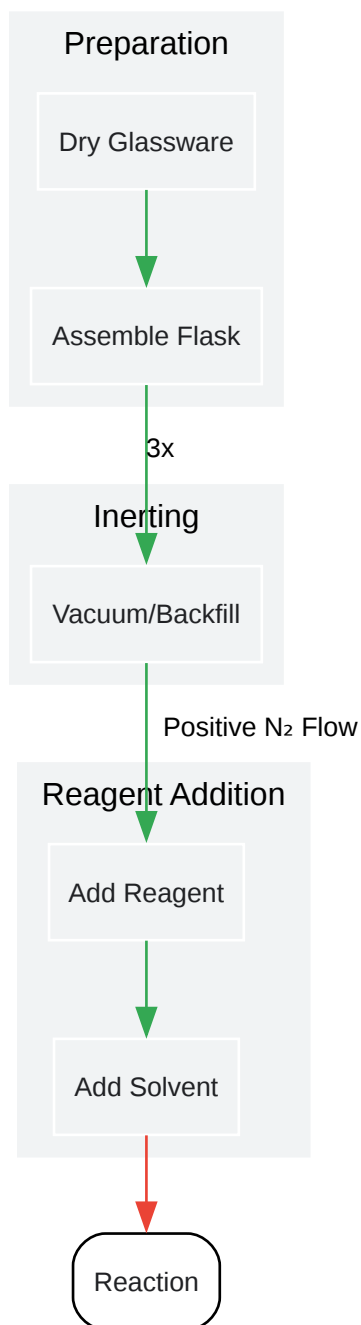 Preparation
Dry Glassware
Assemble Flask
3x
Inerting
Vacuum/Backfill
Positive N₂ Flow
Reagent Addition
Add Reagent
Add Solvent
Reaction